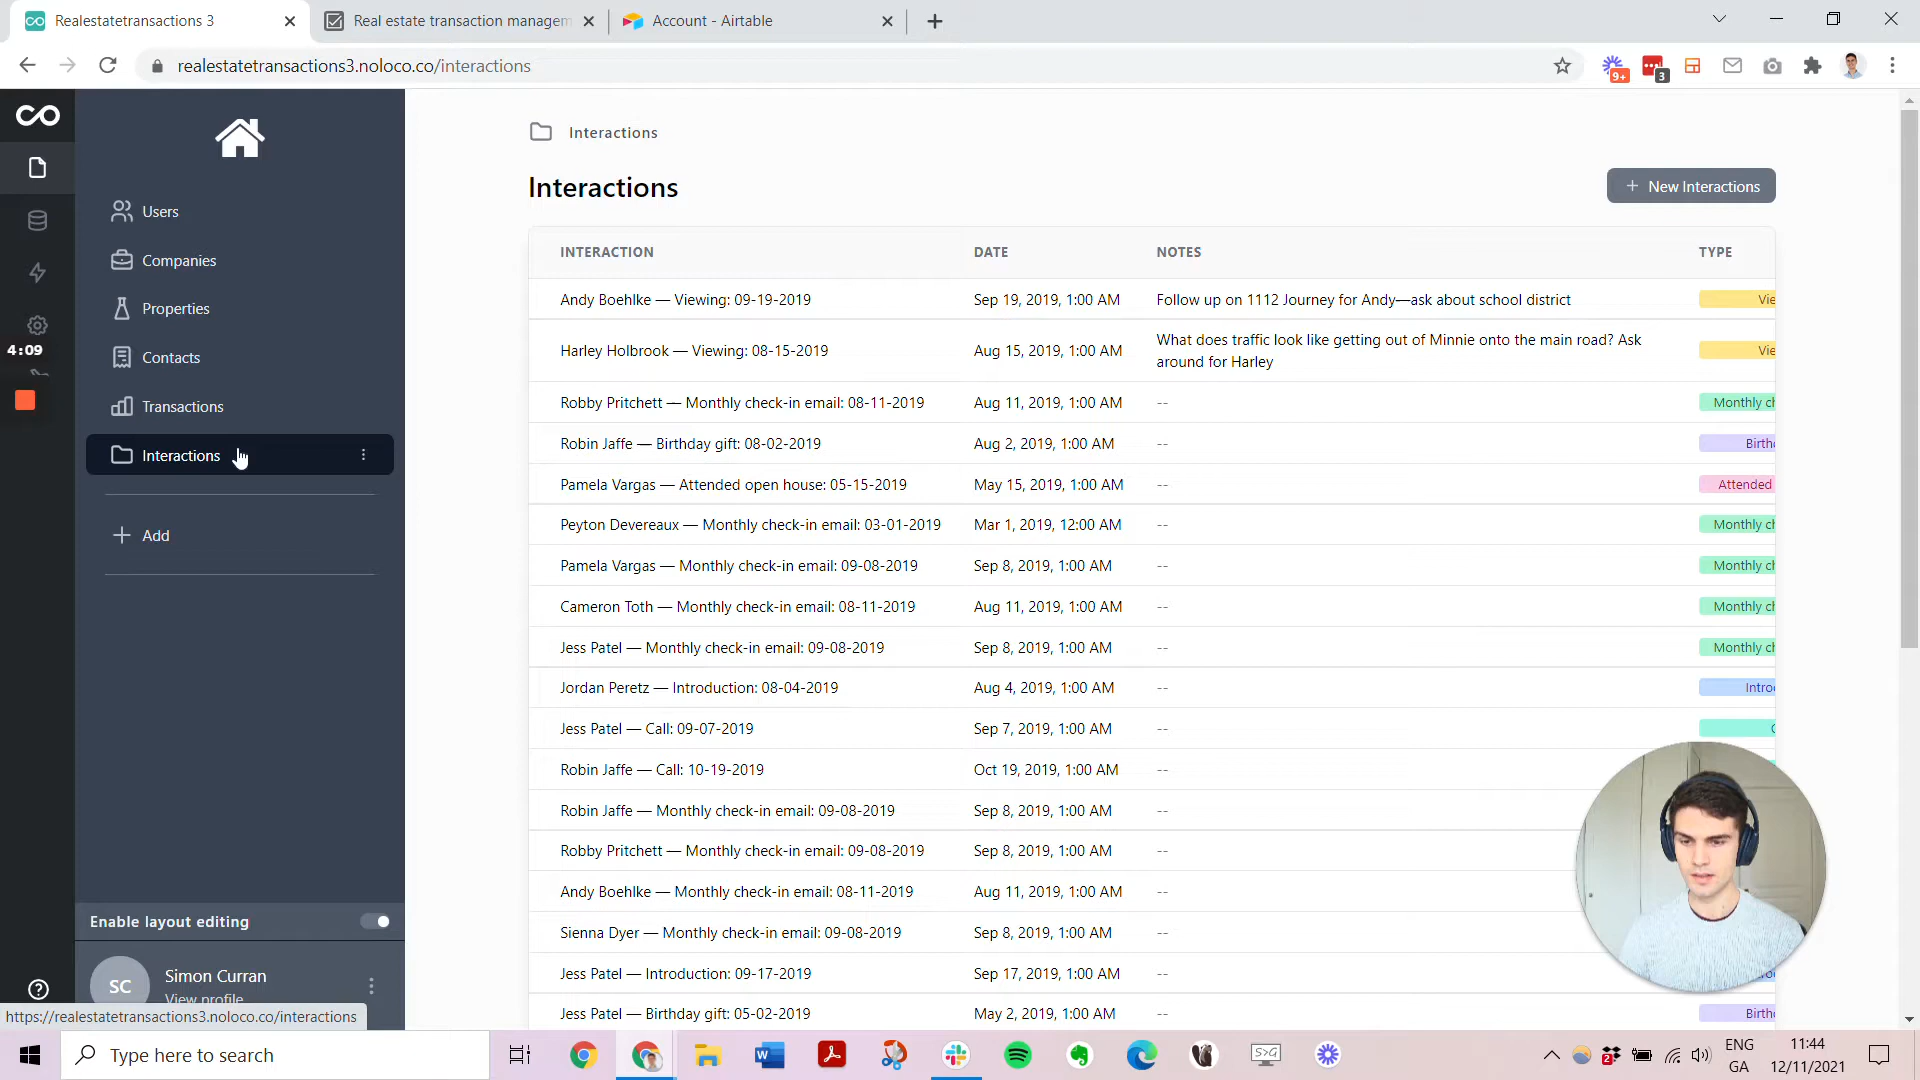 Realestatetransactions 3
Real estate transaction managem
Account - Airtable
realestatetransactions3.noloco.co/interactions
9+
3
Users
Companies
Properties
Contacts
Transactions
Interactions
Add
4:09
Enable layout editing
SC
Simon Curran
View profile
https://realestatetransactions3.noloco.co/interactions
Interactions
Interactions
New Interactions
INTERACTION DATE NOTES TYPE
Andy Boehlke — Viewing: 09-19-2019 Sep 19, 2019, 1:00 AM Follow up on 1112 Journey for Andy—ask about school district Vie
Harley Holbrook — Viewing: 08-15-2019 Aug 15, 2019, 1:00 AM What does traffic look like getting out of Minnie onto the main road? Ask around for Harley Vie
Robby Pritchett — Monthly check-in email: 08-11-2019 Aug 11, 2019, 1:00 AM -- Monthly ch
Robin Jaffe — Birthday gift: 08-02-2019 Aug 2, 2019, 1:00 AM -- Birth
Pamela Vargas — Attended open house: 05-15-2019 May 15, 2019, 1:00 AM -- Attended
Peyton Devereaux — Monthly check-in email: 03-01-2019 Mar 1, 2019, 12:00 AM -- Monthly ch
Pamela Vargas — Monthly check-in email: 09-08-2019 Sep 8, 2019, 1:00 AM -- Monthly ch
Cameron Toth — Monthly check-in email: 08-11-2019 Aug 11, 2019, 1:00 AM -- Monthly ch
Jess Patel — Monthly check-in email: 09-08-2019 Sep 8, 2019, 1:00 AM -- Monthly ch
Jordan Peretz — Introduction: 08-04-2019 Aug 4, 2019, 1:00 AM -- Intro
Jess Patel — Call: 09-07-2019 Sep 7, 2019, 1:00 AM --
Robin Jaffe — Call: 10-19-2019 Oct 19, 2019, 1:00 AM --
Robin Jaffe — Monthly check-in email: 09-08-2019 Sep 8, 2019, 1:00 AM --
Robby Pritchett — Monthly check-in email: 09-08-2019 Sep 8, 2019, 1:00 AM --
Andy Boehlke — Monthly check-in email: 08-11-2019 Aug 11, 2019, 1:00 AM --
Sienna Dyer — Monthly check-in email: 09-08-2019 Sep 8, 2019, 1:00 AM --
Jess Patel — Introduction: 09-17-2019 Sep 17, 2019, 1:00 AM --
Jess Patel — Birthday gift: 05-02-2019 May 2, 2019, 1:00 AM -- Birth
Type here to search
ENG
GA
11:44
12/11/2021